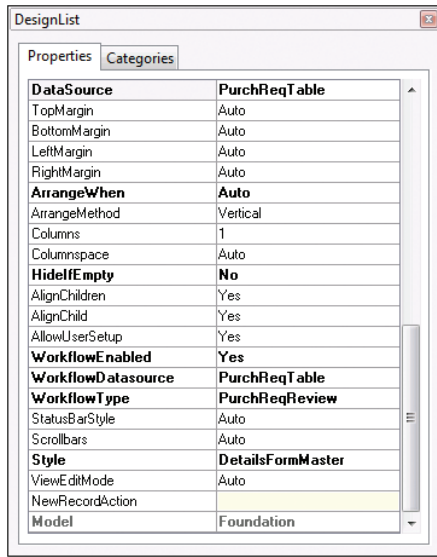 DesignList
Properties Categories
DataSource PurchReqTable
TopMargin Auto
BottomMargin Auto
LeftMargin Auto
RightMargin Auto
ArrangeWhen Auto
ArrangeMethod Vertical
Columns 1
Columnspace Auto
HideIfEmpty No
AlignChildren Yes
AlignChild Yes
AllowUserSetup Yes
WorkflowEnabled Yes
WorkflowDatasource PurchReqTable
WorkflowType PurchReqReview
StatusBarStyle Auto
Scrollbars Auto
Style DetailsFormMaster
ViewEditMode Auto
NewRecordAction
Model Foundation